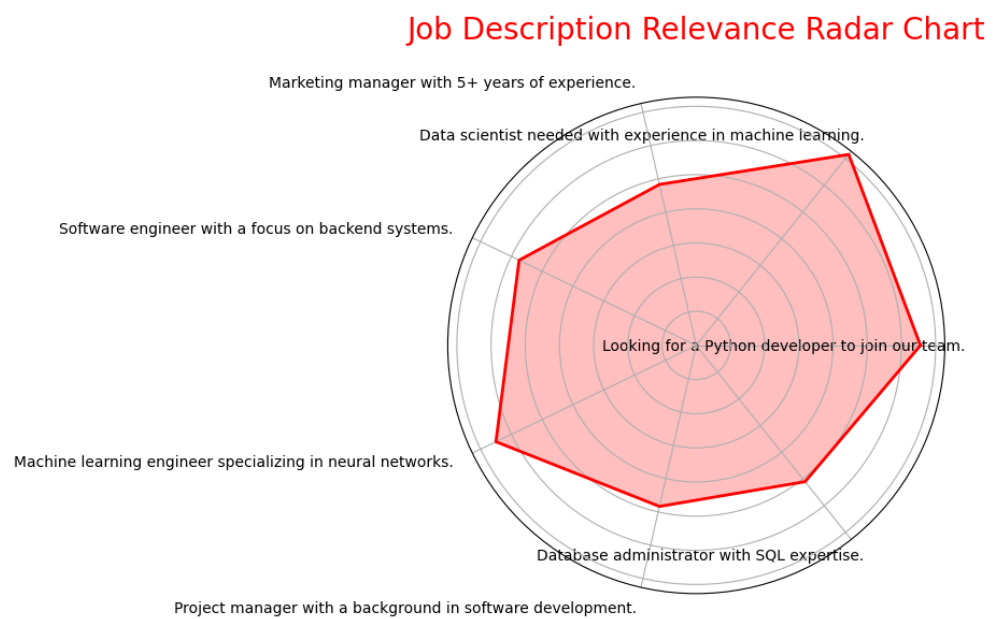 Job Description Relevance Radar Chart
Marketing manager with 5+ years of experience.
Data scientist needed with experience in machine learning.
Software engineer with a focus on backend systems.
Looking for a Python developer to join our team.
Machine learning engineer specializing in neural networks.
Database administrator with SQL expertise.
Project manager with a background in software development.